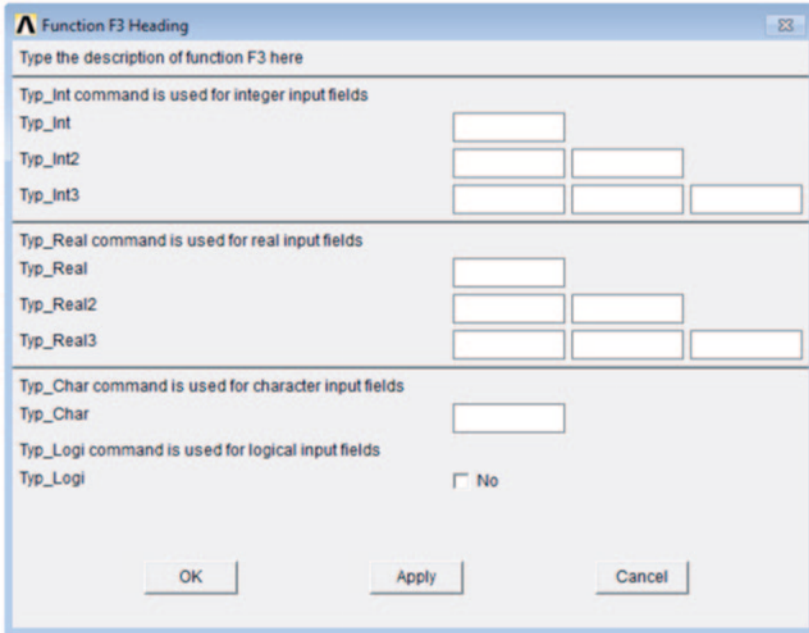 Function F3 Heading
Type the description of function F3 here
Typ_Int command is used for integer input fields
Typ_Int
Typ_Int2
Typ_Int3
Typ_Real command is used for real input fields
Typ_Real
Typ_Real2
Typ_Real3
Typ_Char command is used for character input fields
Typ_Char
Typ_Logi command is used for logical input fields
Typ_Logi No
OK Apply Cancel